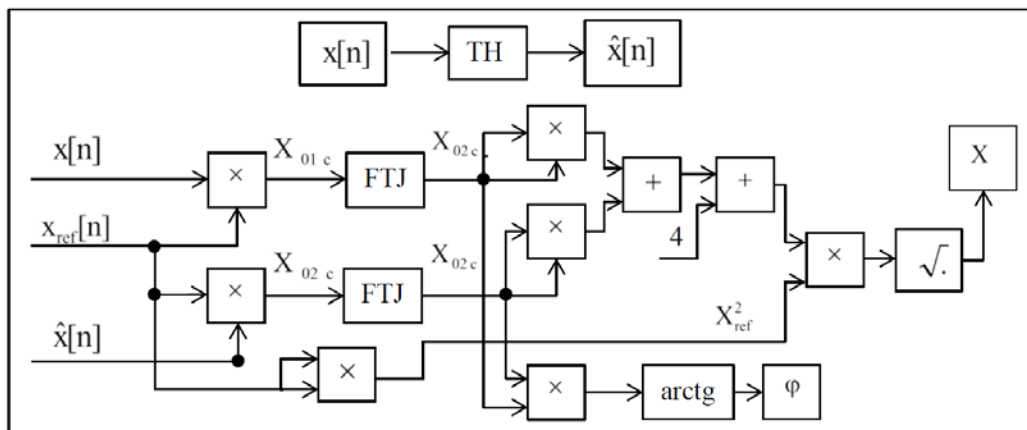 x[n] TH x̂[n]
x[n] X 01 c FTJ X 02 c × X
× + +
x_ref[n] ×
4 × √.
X 02 c X 02 c
× FTJ X²_ref
x̂[n]
× × arctg φ